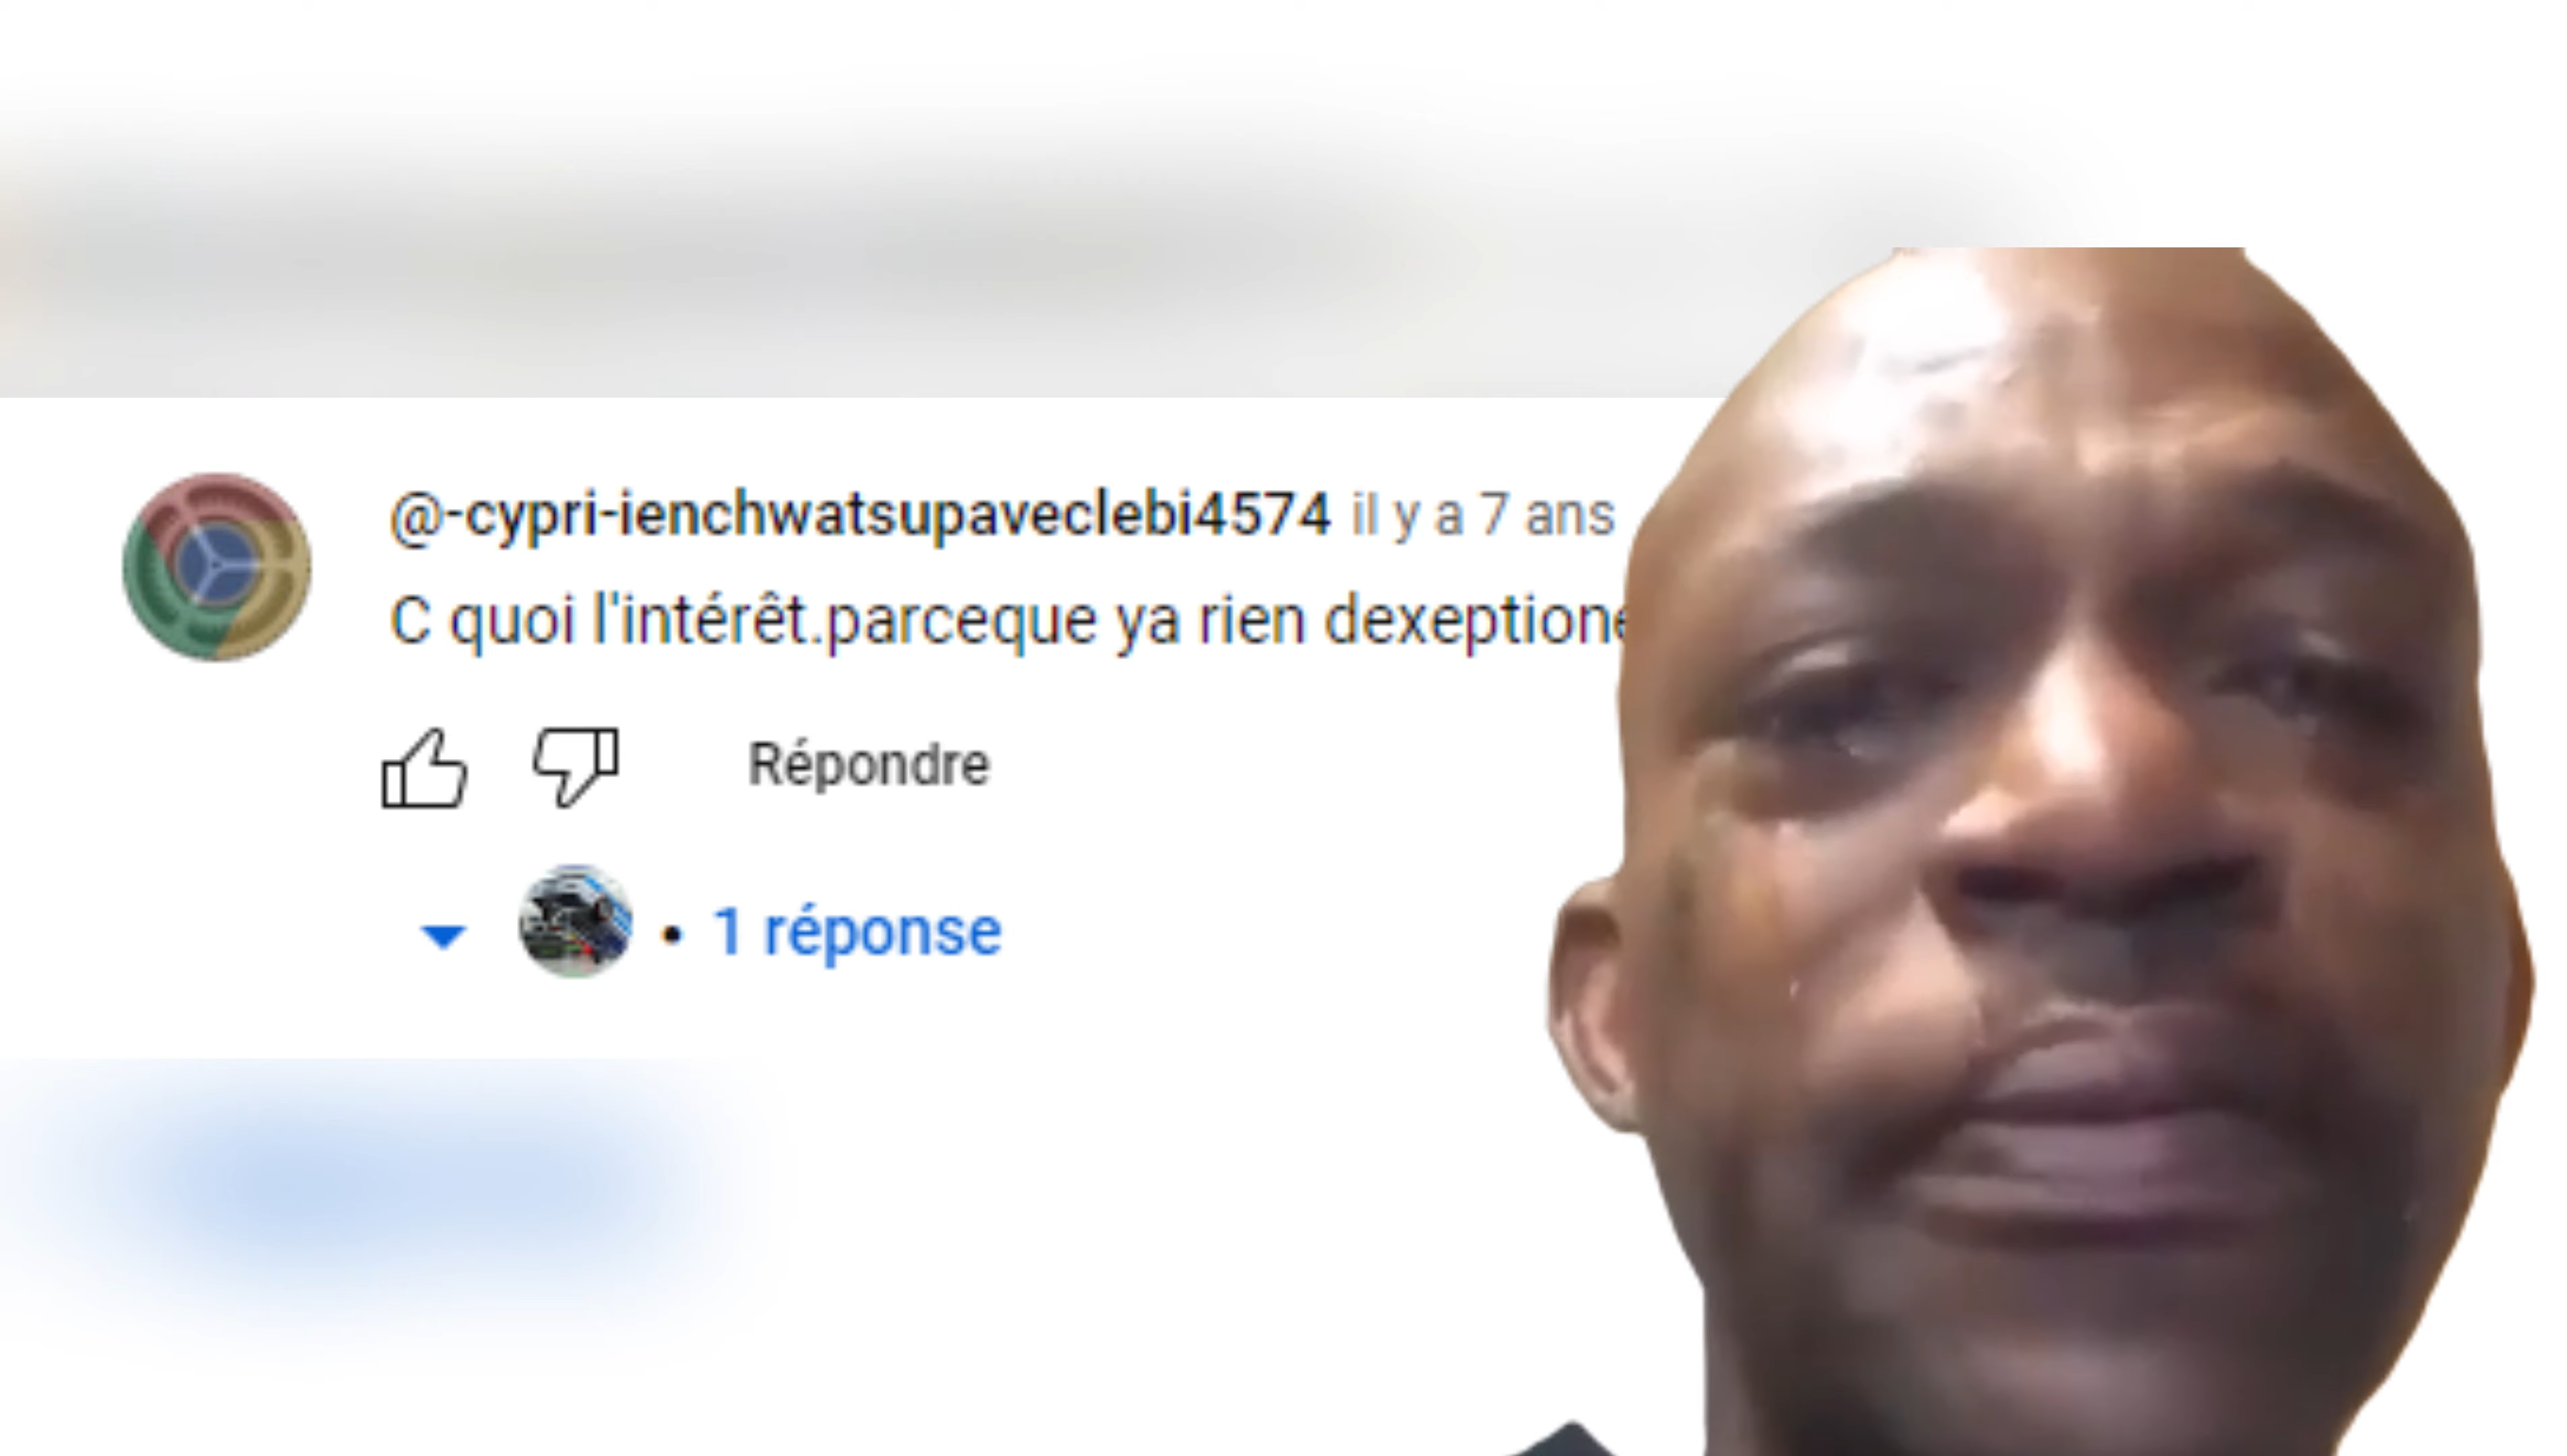 @-cypri-ienchwatsupaveclebi4574 il y a 7 ans
C quoi l'intérêt.parceque ya rien dexeptione
Répondre
• 1 réponse